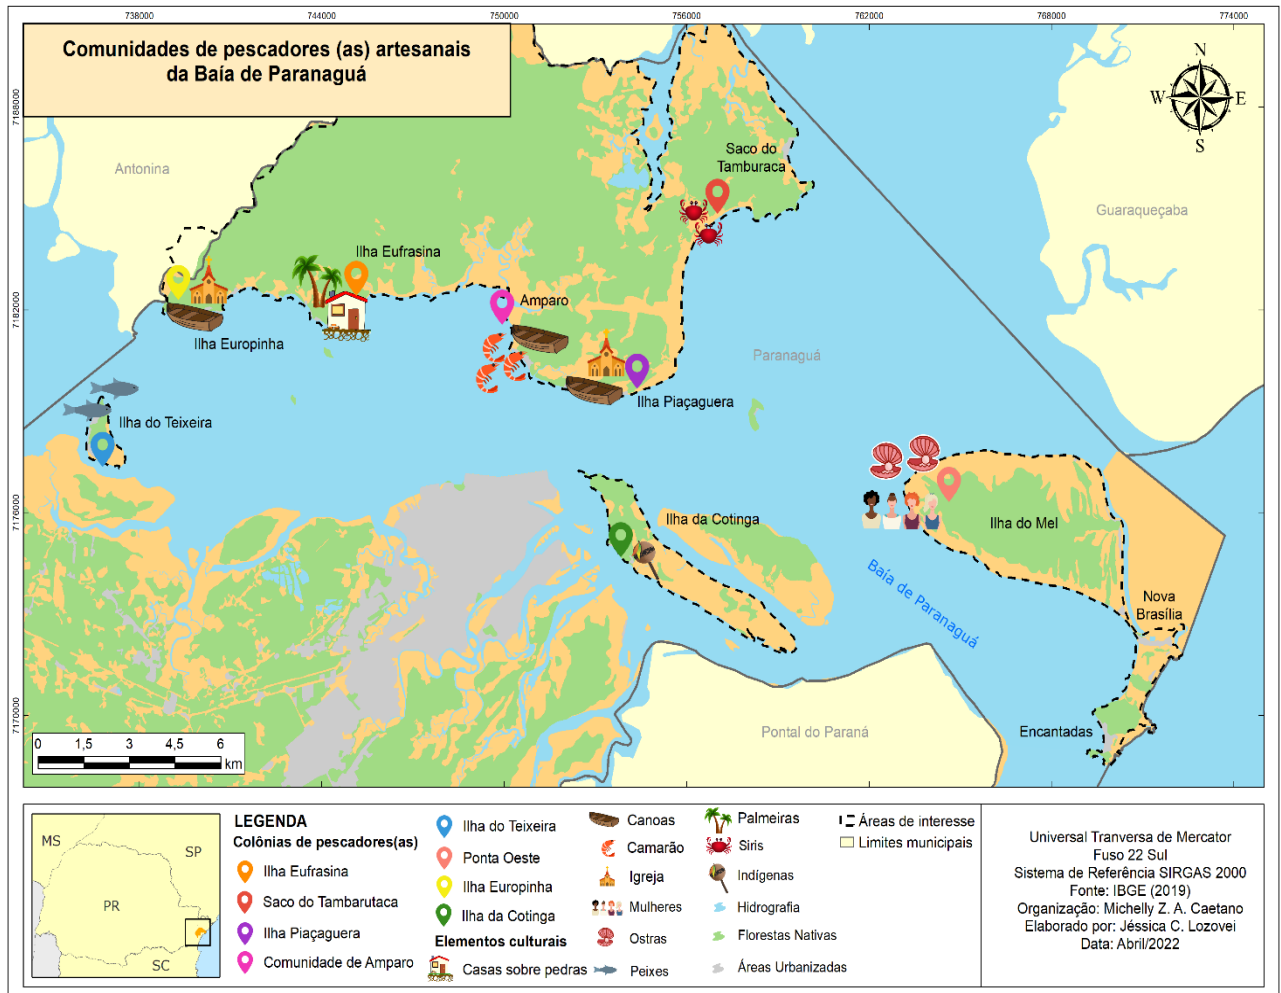 738000
744000
750000
756000
762000
768000
774000
Comunidades de pescadores (as) artesanais
da Baía de Paranaguá
N
W
E
S
7188000
7182000
7176000
7170000
Antonina
Saco do
Tamburaca
Guaraqueçaba
Ilha Eufrasina
Amparo
Ilha Europinha
Paranaguá
Ilha Piaçaguera
Ilha do Teixeira
Ilha da Cotinga
Ilha do Mel
Baía de Paranaguá
Nova
Brasília
Encantadas
Pontal do Paraná
0 1,5 3 4,5 6
km
MS
SP
PR
SC
LEGENDA
Colônias de pescadores(as)
Ilha Eufrasina
Saco do Tambarutaca
Ilha Piaçaguera
Comunidade de Amparo
Ilha do Teixeira
Ponta Oeste
Ilha Europinha
Ilha da Cotinga
Elementos culturais
Casas sobre pedras
Canoas
Camarão
Igreja
Mulheres
Ostras
Peixes
Palmeiras
Siris
Indígenas
Hidrografia
Florestas Nativas
Áreas Urbanizadas
Áreas de interesse
Limites municipais
Universal Tranversa de Mercator
Fuso 22 Sul
Sistema de Referência SIRGAS 2000
Fonte: IBGE (2019)
Organização: Michelly Z. A. Caetano
Elaborado por: Jéssica C. Lozovei
Data: Abril/2022